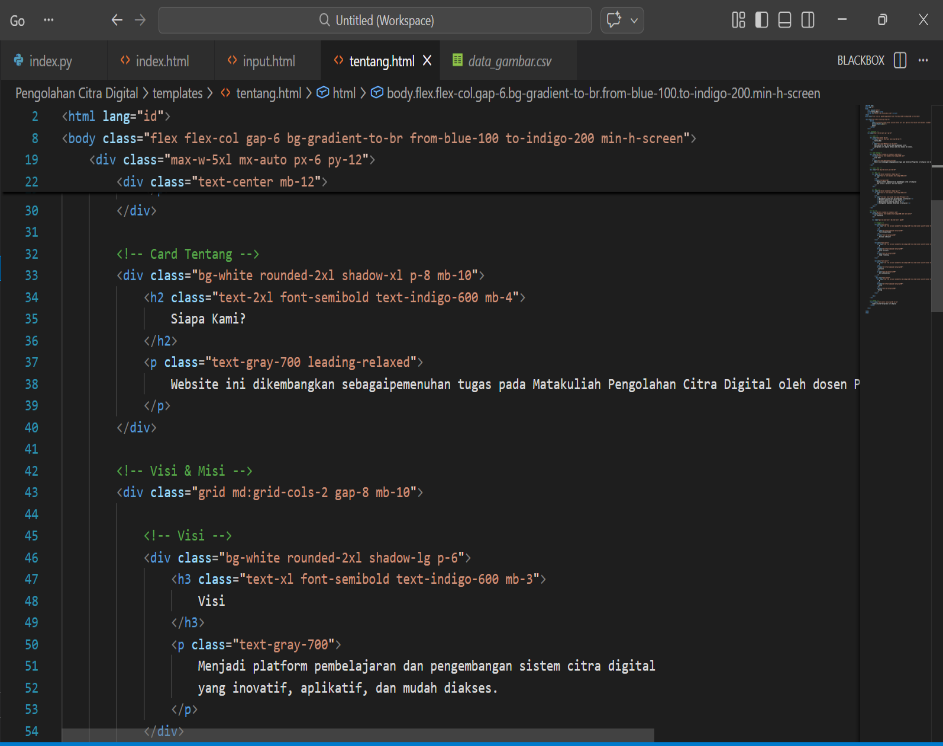 Go ··· Untitled (Workspace)
index.py index.html input.html tentang.html data_gambar.csv BLACKBOX ···
Pengolahan Citra Digital > templates > <> tentang.html > html > body.flex.flex-col.gap-6.bg-gradient-to-br.from-blue-100.to-indigo-200.min-h-screen
2 <html lang="id">
8 <body class="flex flex-col gap-6 bg-gradient-to-br from-blue-100 to-indigo-200 min-h-screen">
19 <div class="max-w-5xl mx-auto px-6 py-12">
22 <div class="text-center mb-12">
30 </div>
31
32 <!-- Card Tentang -->
33 <div class="bg-white rounded-2xl shadow-xl p-8 mb-10">
34 <h2 class="text-2xl font-semibold text-indigo-600 mb-4">
35 Siapa Kami?
36 </h2>
37 <p class="text-gray-700 leading-relaxed">
38 Website ini dikembangkan sebagaipemenuhan tugas pada Matakuliah Pengolahan Citra Digital oleh dosen P
39 </p>
40 </div>
41
42 <!-- Visi & Misi -->
43 <div class="grid md:grid-cols-2 gap-8 mb-10">
44
45 <!-- Visi -->
46 <div class="bg-white rounded-2xl shadow-lg p-6">
47 <h3 class="text-xl font-semibold text-indigo-600 mb-3">
48 Visi
49 </h3>
50 <p class="text-gray-700">
51 Menjadi platform pembelajaran dan pengembangan sistem citra digital
52 yang inovatif, aplikatif, dan mudah diakses.
53 </p>
54 </div>